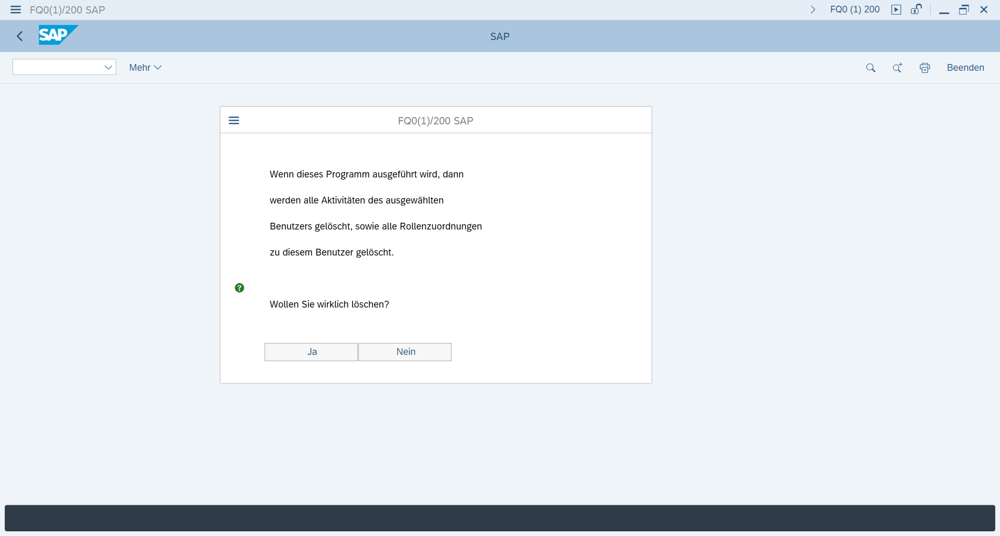 FQ0(1)/200 SAP
FQ0 (1) 200
SAP
SAP
Mehr
Beenden
FQ0(1)/200 SAP
Wenn dieses Programm ausgeführt wird, dann
werden alle Aktivitäten des ausgewählten
Benutzers gelöscht, sowie alle Rollenzuordnungen
zu diesem Benutzer gelöscht.
Wollen Sie wirklich löschen?
Ja
Nein